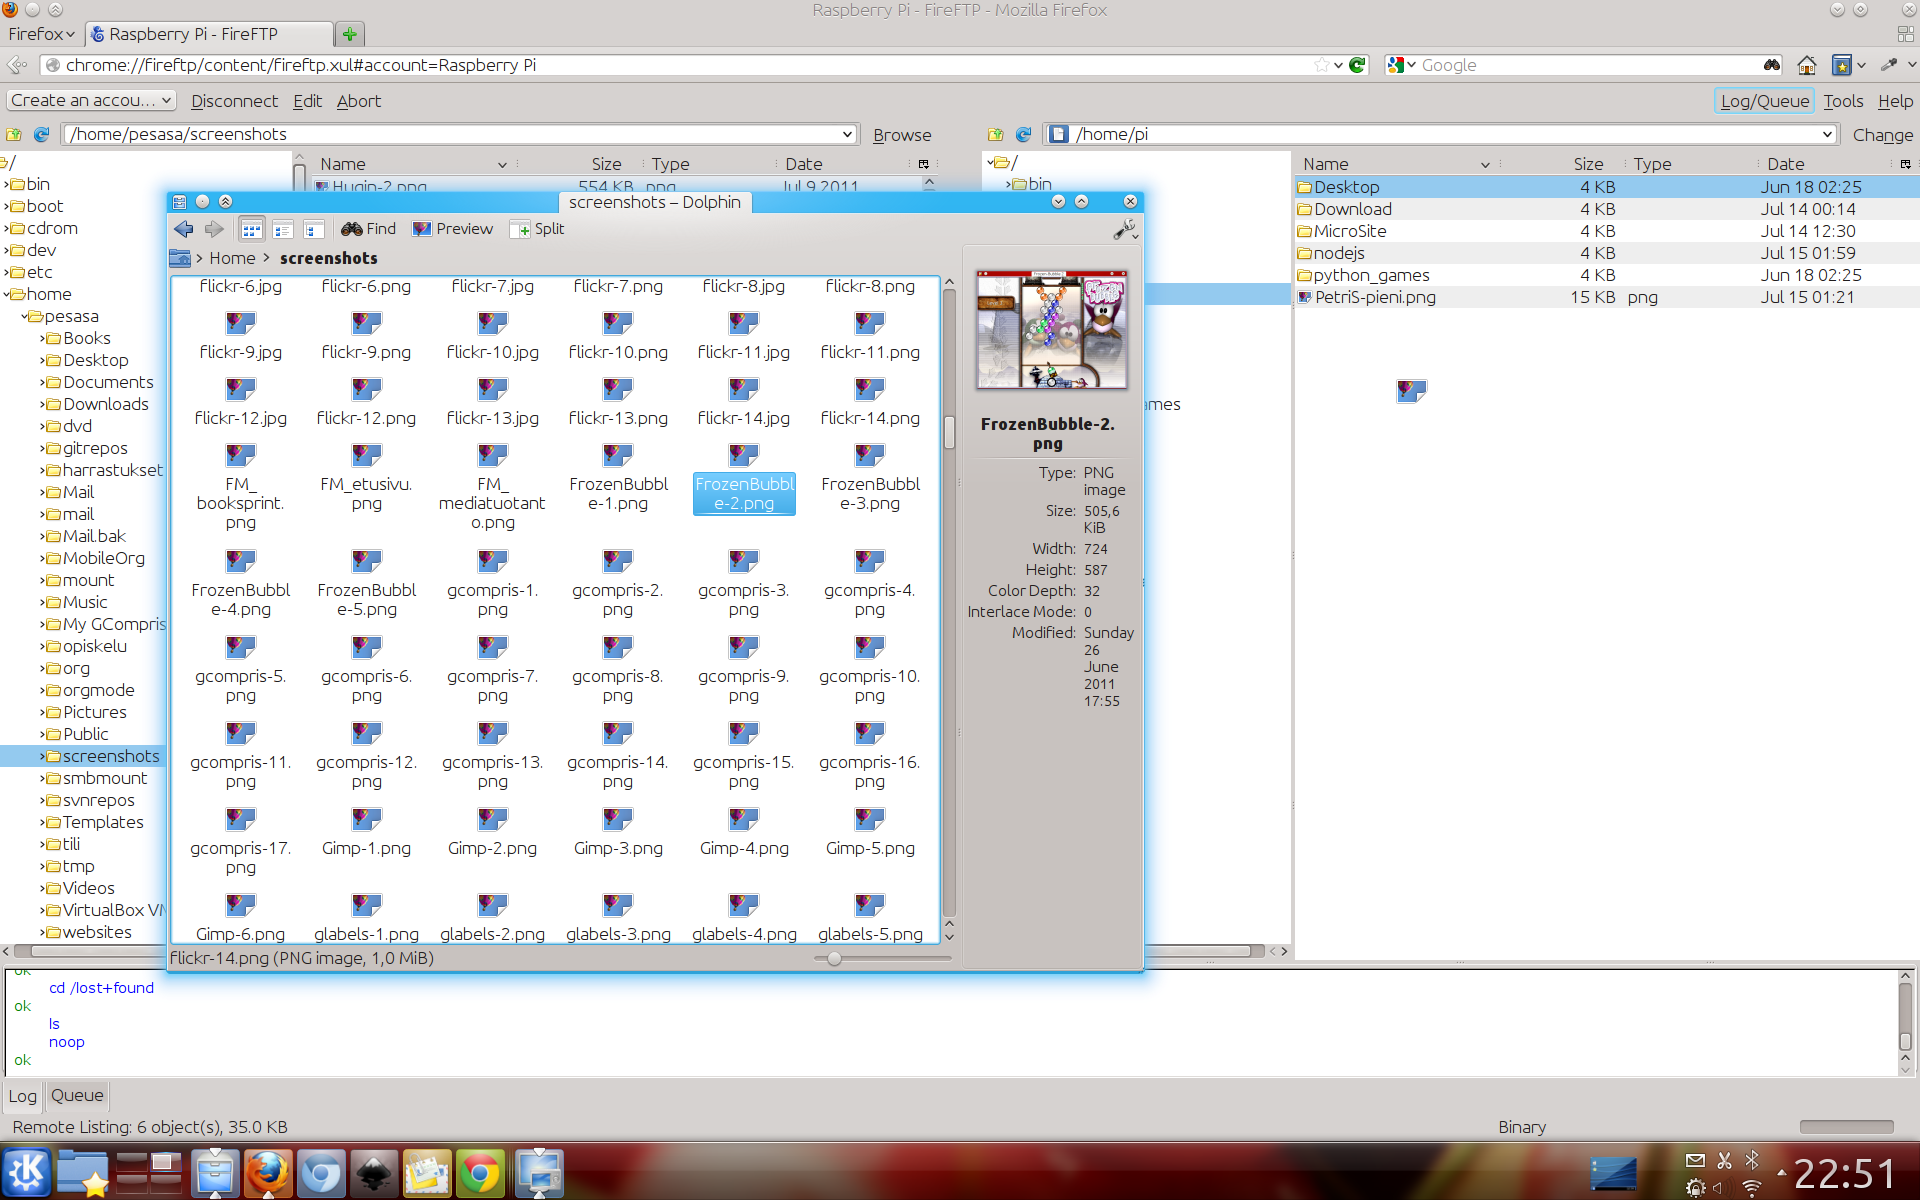 Raspberry Pi - FireFTP - Mozilla Firefox
Firefox
Raspberry Pi - FireFTP
chrome://fireftp/content/fireftp.xul#account=Raspberry Pi
Google
Create an accou...
Disconnect
Edit
Abort
Log/Queue
Tools
Help
/home/pesasa/screenshots
Browse
/home/pi
Change
/
bin
boot
cdrom
dev
etc
home
pesasa
Books
Desktop
Documents
Downloads
dvd
gitrepos
harrastukset
Mail
mail
Mail.bak
MobileOrg
mount
Music
My GCompris
opiskelu
org
orgmode
Pictures
Public
screenshots
smbmount
svnrepos
Templates
tili
tmp
Videos
VirtualBox VM
websites
Name Size Type Date
Hugin-2.png 554 KB png Jul 9 2011
screenshots – Dolphin
Find
Preview
Split
Home > screenshots
flickr-6.jpg flickr-6.png flickr-7.jpg flickr-7.png flickr-8.jpg flickr-8.png
flickr-9.jpg flickr-9.png flickr-10.jpg flickr-10.png flickr-11.jpg flickr-11.png
flickr-12.jpg flickr-12.png flickr-13.jpg flickr-13.png flickr-14.jpg flickr-14.png
FM_ FM_etusivu. FM_ FrozenBubbl FrozenBubbl FrozenBubbl
booksprint. png mediatuotant e-1.png e-2.png e-3.png
png o.png
FrozenBubbl FrozenBubbl gcompris-1. gcompris-2. gcompris-3. gcompris-4.
e-4.png e-5.png png png png png
gcompris-5. gcompris-6. gcompris-7. gcompris-8. gcompris-9. gcompris-10.
png png png png png png
gcompris-11. gcompris-12. gcompris-13. gcompris-14. gcompris-15. gcompris-16.
png png png png png png
gcompris-17. Gimp-1.png Gimp-2.png Gimp-3.png Gimp-4.png Gimp-5.png
png
Gimp-6.png glabels-1.png glabels-2.png glabels-3.png glabels-4.png glabels-5.png
flickr-14.png (PNG image, 1,0 MiB)
FrozenBubble-2.
png
Type: PNG
image
Size: 505,6
KiB
Width: 724
Height: 587
Color Depth: 32
Interlace Mode: 0
Modified: Sunday
26
June
2011
17:55
/
bin
ames
Name Size Type Date
Desktop 4 KB Jun 18 02:25
Download 4 KB Jul 14 00:14
MicroSite 4 KB Jul 14 12:30
nodejs 4 KB Jul 15 01:59
python_games 4 KB Jun 18 02:25
PetriS-pieni.png 15 KB png Jul 15 01:21
ok
cd /lost+found
ok
ls
noop
ok
Log
Queue
Remote Listing: 6 object(s), 35.0 KB
Binary
22:51